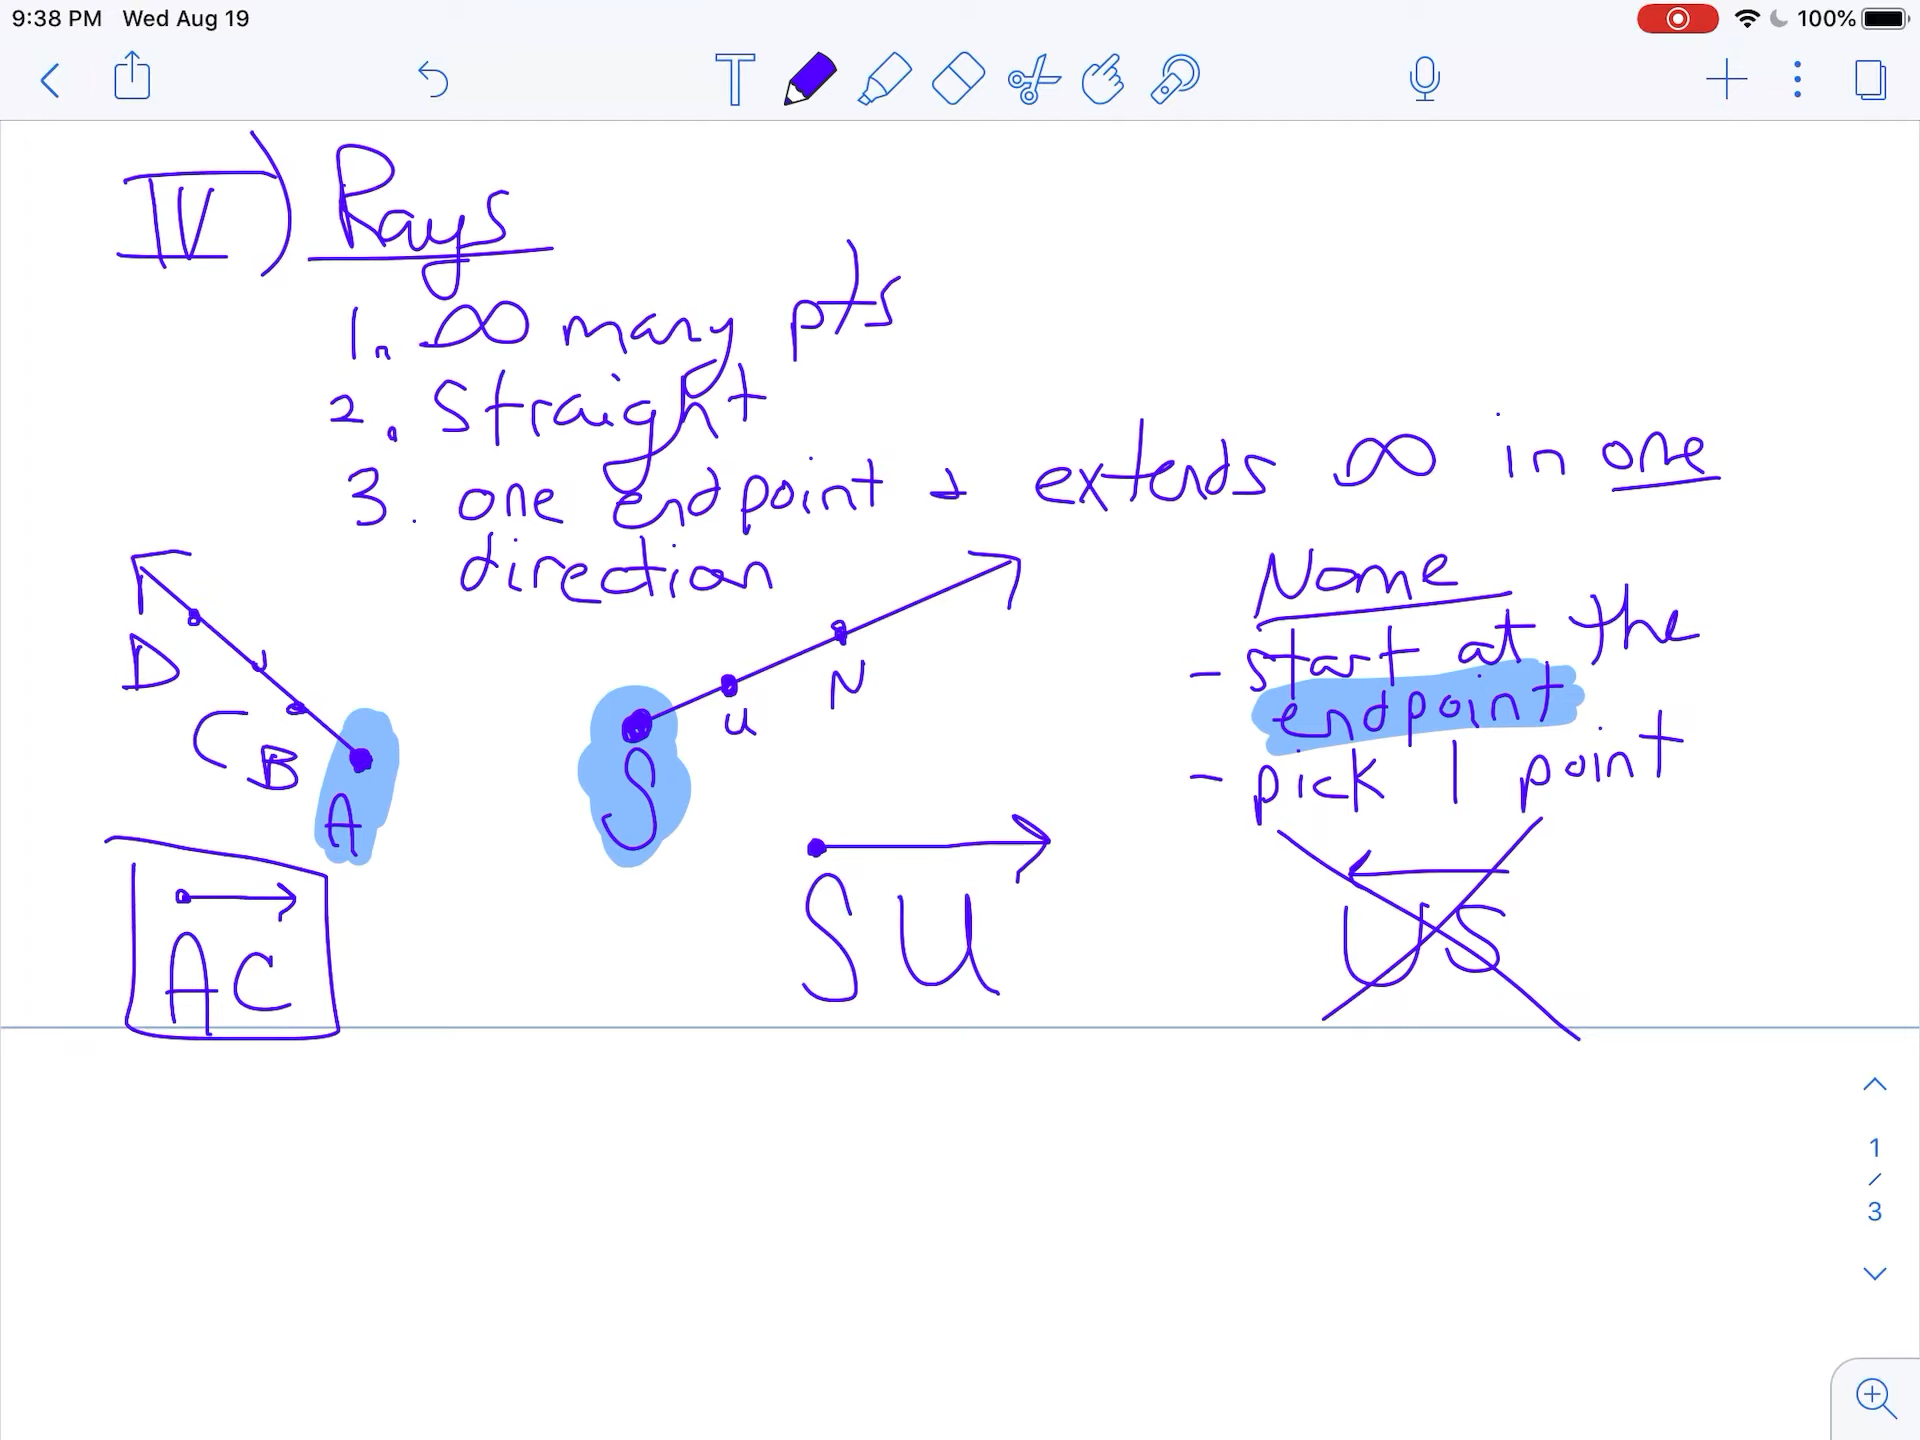 9:38 PM Wed Aug 19
100%
IV) Rays
1. ∞ many pts
2. Straight
3. one endpoint + extends ∞ in one
direction
Name
- start at the
endpoint
- pick 1 point
D
C
B
A
S
U
N
AC
SU
US
1
/
3